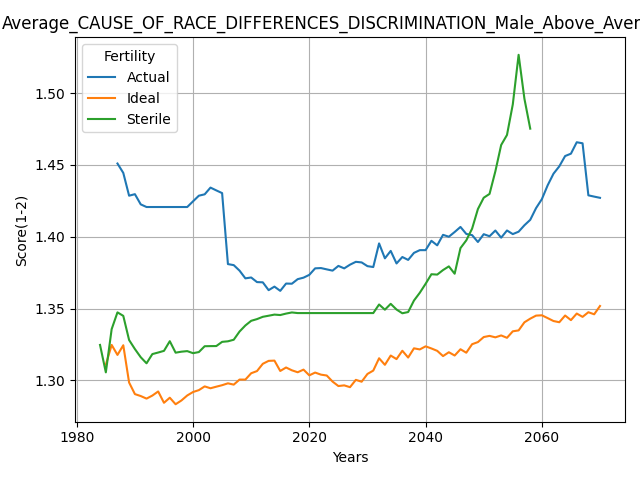 Average_CAUSE_OF_RACE_DIFFERENCES_DISCRIMINATION_Male_Above_Aver
Fertility
Actual
Ideal
Sterile
Score(1-2)
1.50
1.45
1.40
1.35
1.30
1980
2000
2020
2040
2060
Years